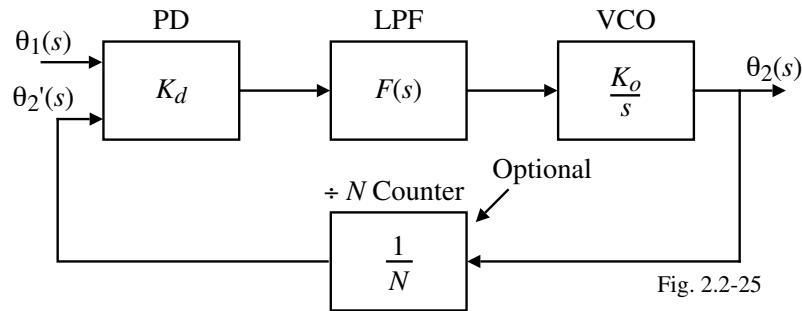 PD
LPF
VCO
θ1(s)
θ2'(s)
Kd
F(s)
Ko
s
θ2(s)
÷ N Counter
Optional
1
N
Fig. 2.2-25